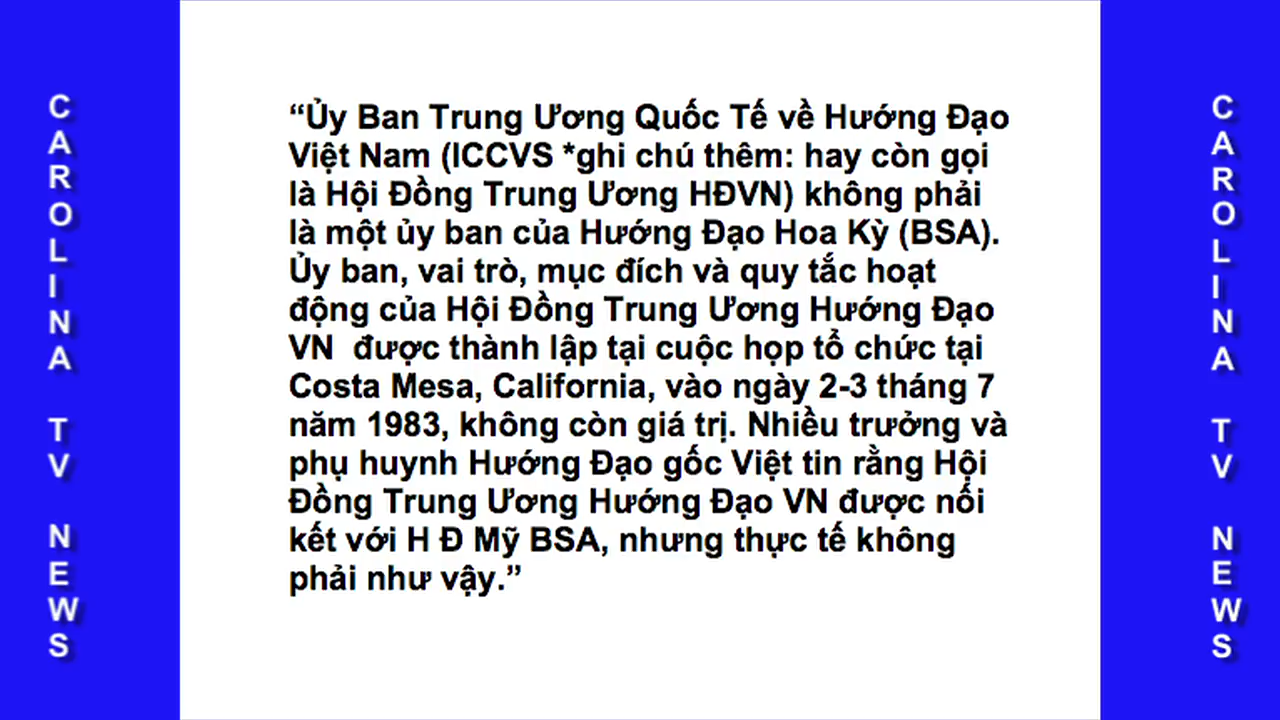 CAROLINA TV NEWS
“Ủy Ban Trung Ương Quốc Tế về Hướng Đạo
Việt Nam (ICCVS *ghi chú thêm: hay còn gọi
là Hội Đồng Trung Ương HĐVN) không phải
là một ủy ban của Hướng Đạo Hoa Kỳ (BSA).
Ủy ban, vai trò, mục đích và quy tắc hoạt
động của Hội Đồng Trung Ương Hướng Đạo
VN  được thành lập tại cuộc họp tổ chức tại
Costa Mesa, California, vào ngày 2-3 tháng 7
năm 1983, không còn giá trị. Nhiều trưởng và
phụ huynh Hướng Đạo gốc Việt tin rằng Hội
Đồng Trung Ương Hướng Đạo VN được nối
kết với H Đ Mỹ BSA, nhưng thực tế không
phải như vậy.”
CAROLINA TV NEWS